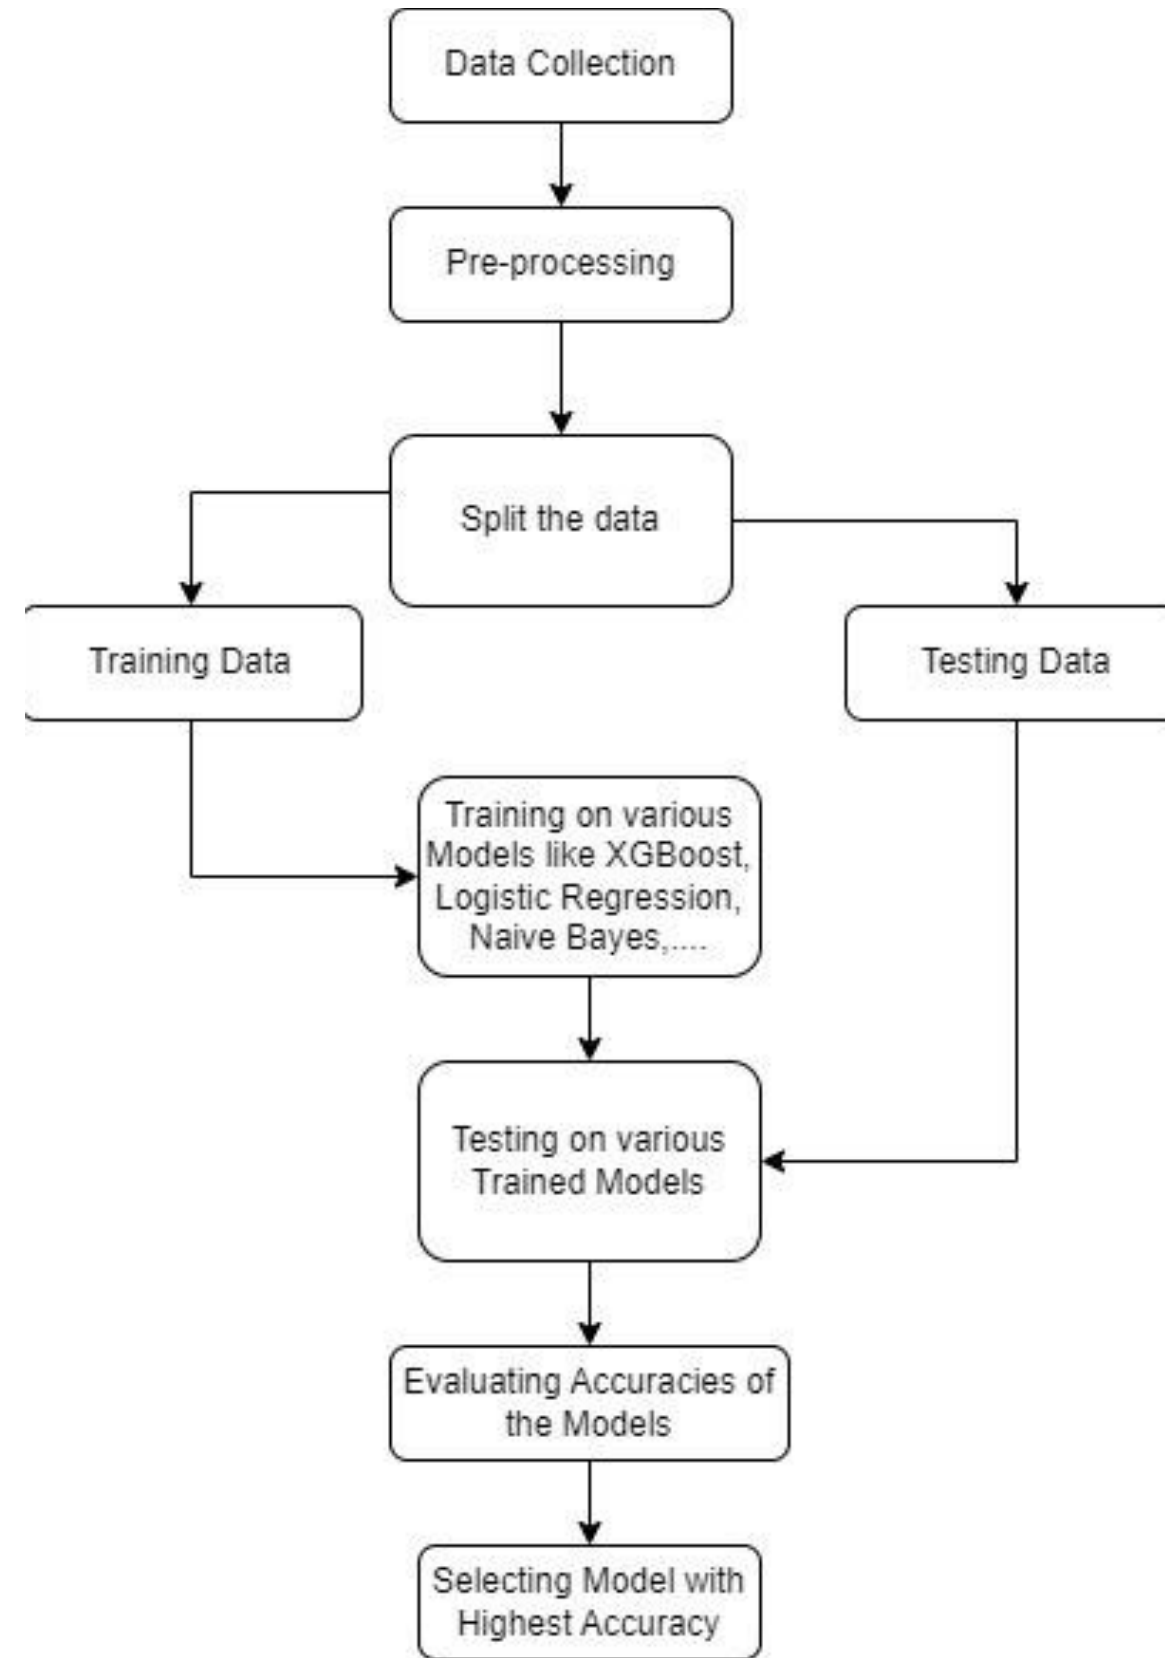 Data Collection
Pre-processing
Split the data
Training Data
Testing Data
Training on various
Models like XGBoost,
Logistic Regression,
Naive Bayes,....
Testing on various
Trained Models
Evaluating Accuracies of
the Models
Selecting Model with
Highest Accuracy